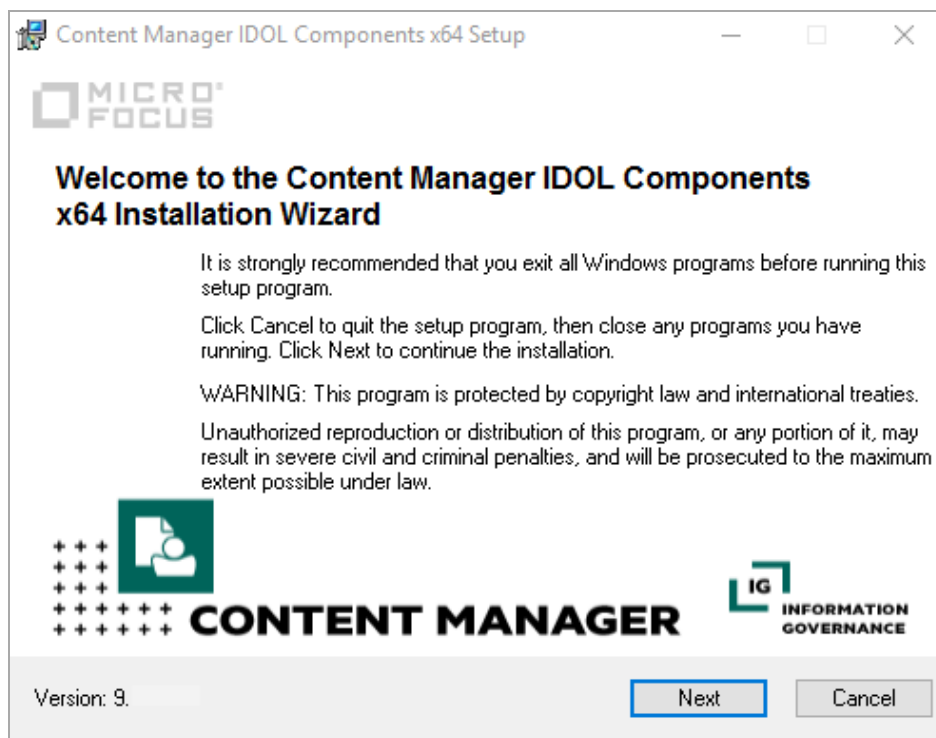 Content Manager IDOL Components x64 Setup
MICRO
FOCUS
Welcome to the Content Manager IDOL Components
x64 Installation Wizard
It is strongly recommended that you exit all Windows programs before running this
setup program.
Click Cancel to quit the setup program, then close any programs you have
running. Click Next to continue the installation.
WARNING: This program is protected by copyright law and international treaties.
Unauthorized reproduction or distribution of this program, or any portion of it, may
result in severe civil and criminal penalties, and will be prosecuted to the maximum
extent possible under law.
CONTENT MANAGER
IG
INFORMATION
GOVERNANCE
Version: 9.
Next
Cancel